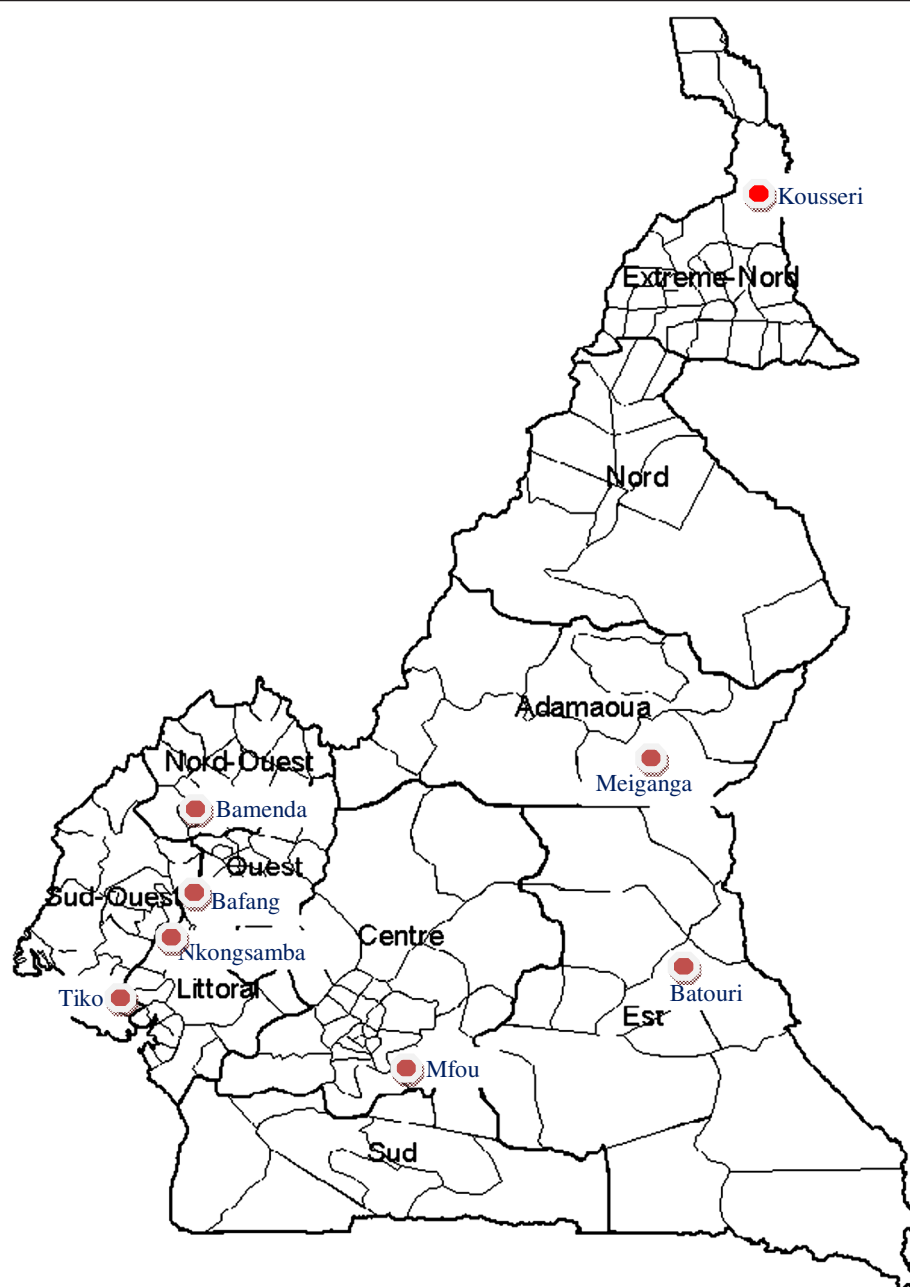 Kousseri
Extreme-Nord
Nord
Adamaoua
Meiganga
Nord-Ouest
Bamenda
Ouest
Sud-Ouest
Bafang
Centre
Nkongsamba
Littoral
Tiko
Batouri
Est
Mfou
Sud